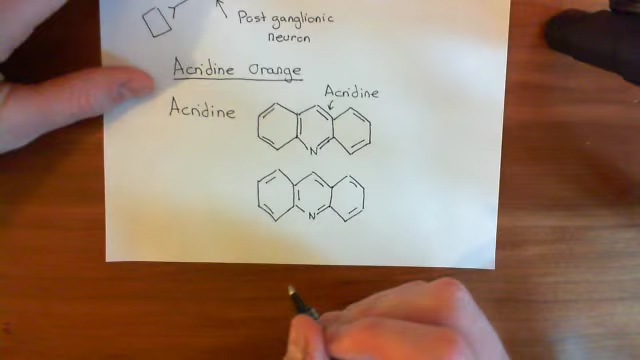 Post ganglionic
neuron
Acridine Orange
Acridine
Acridine
N
N